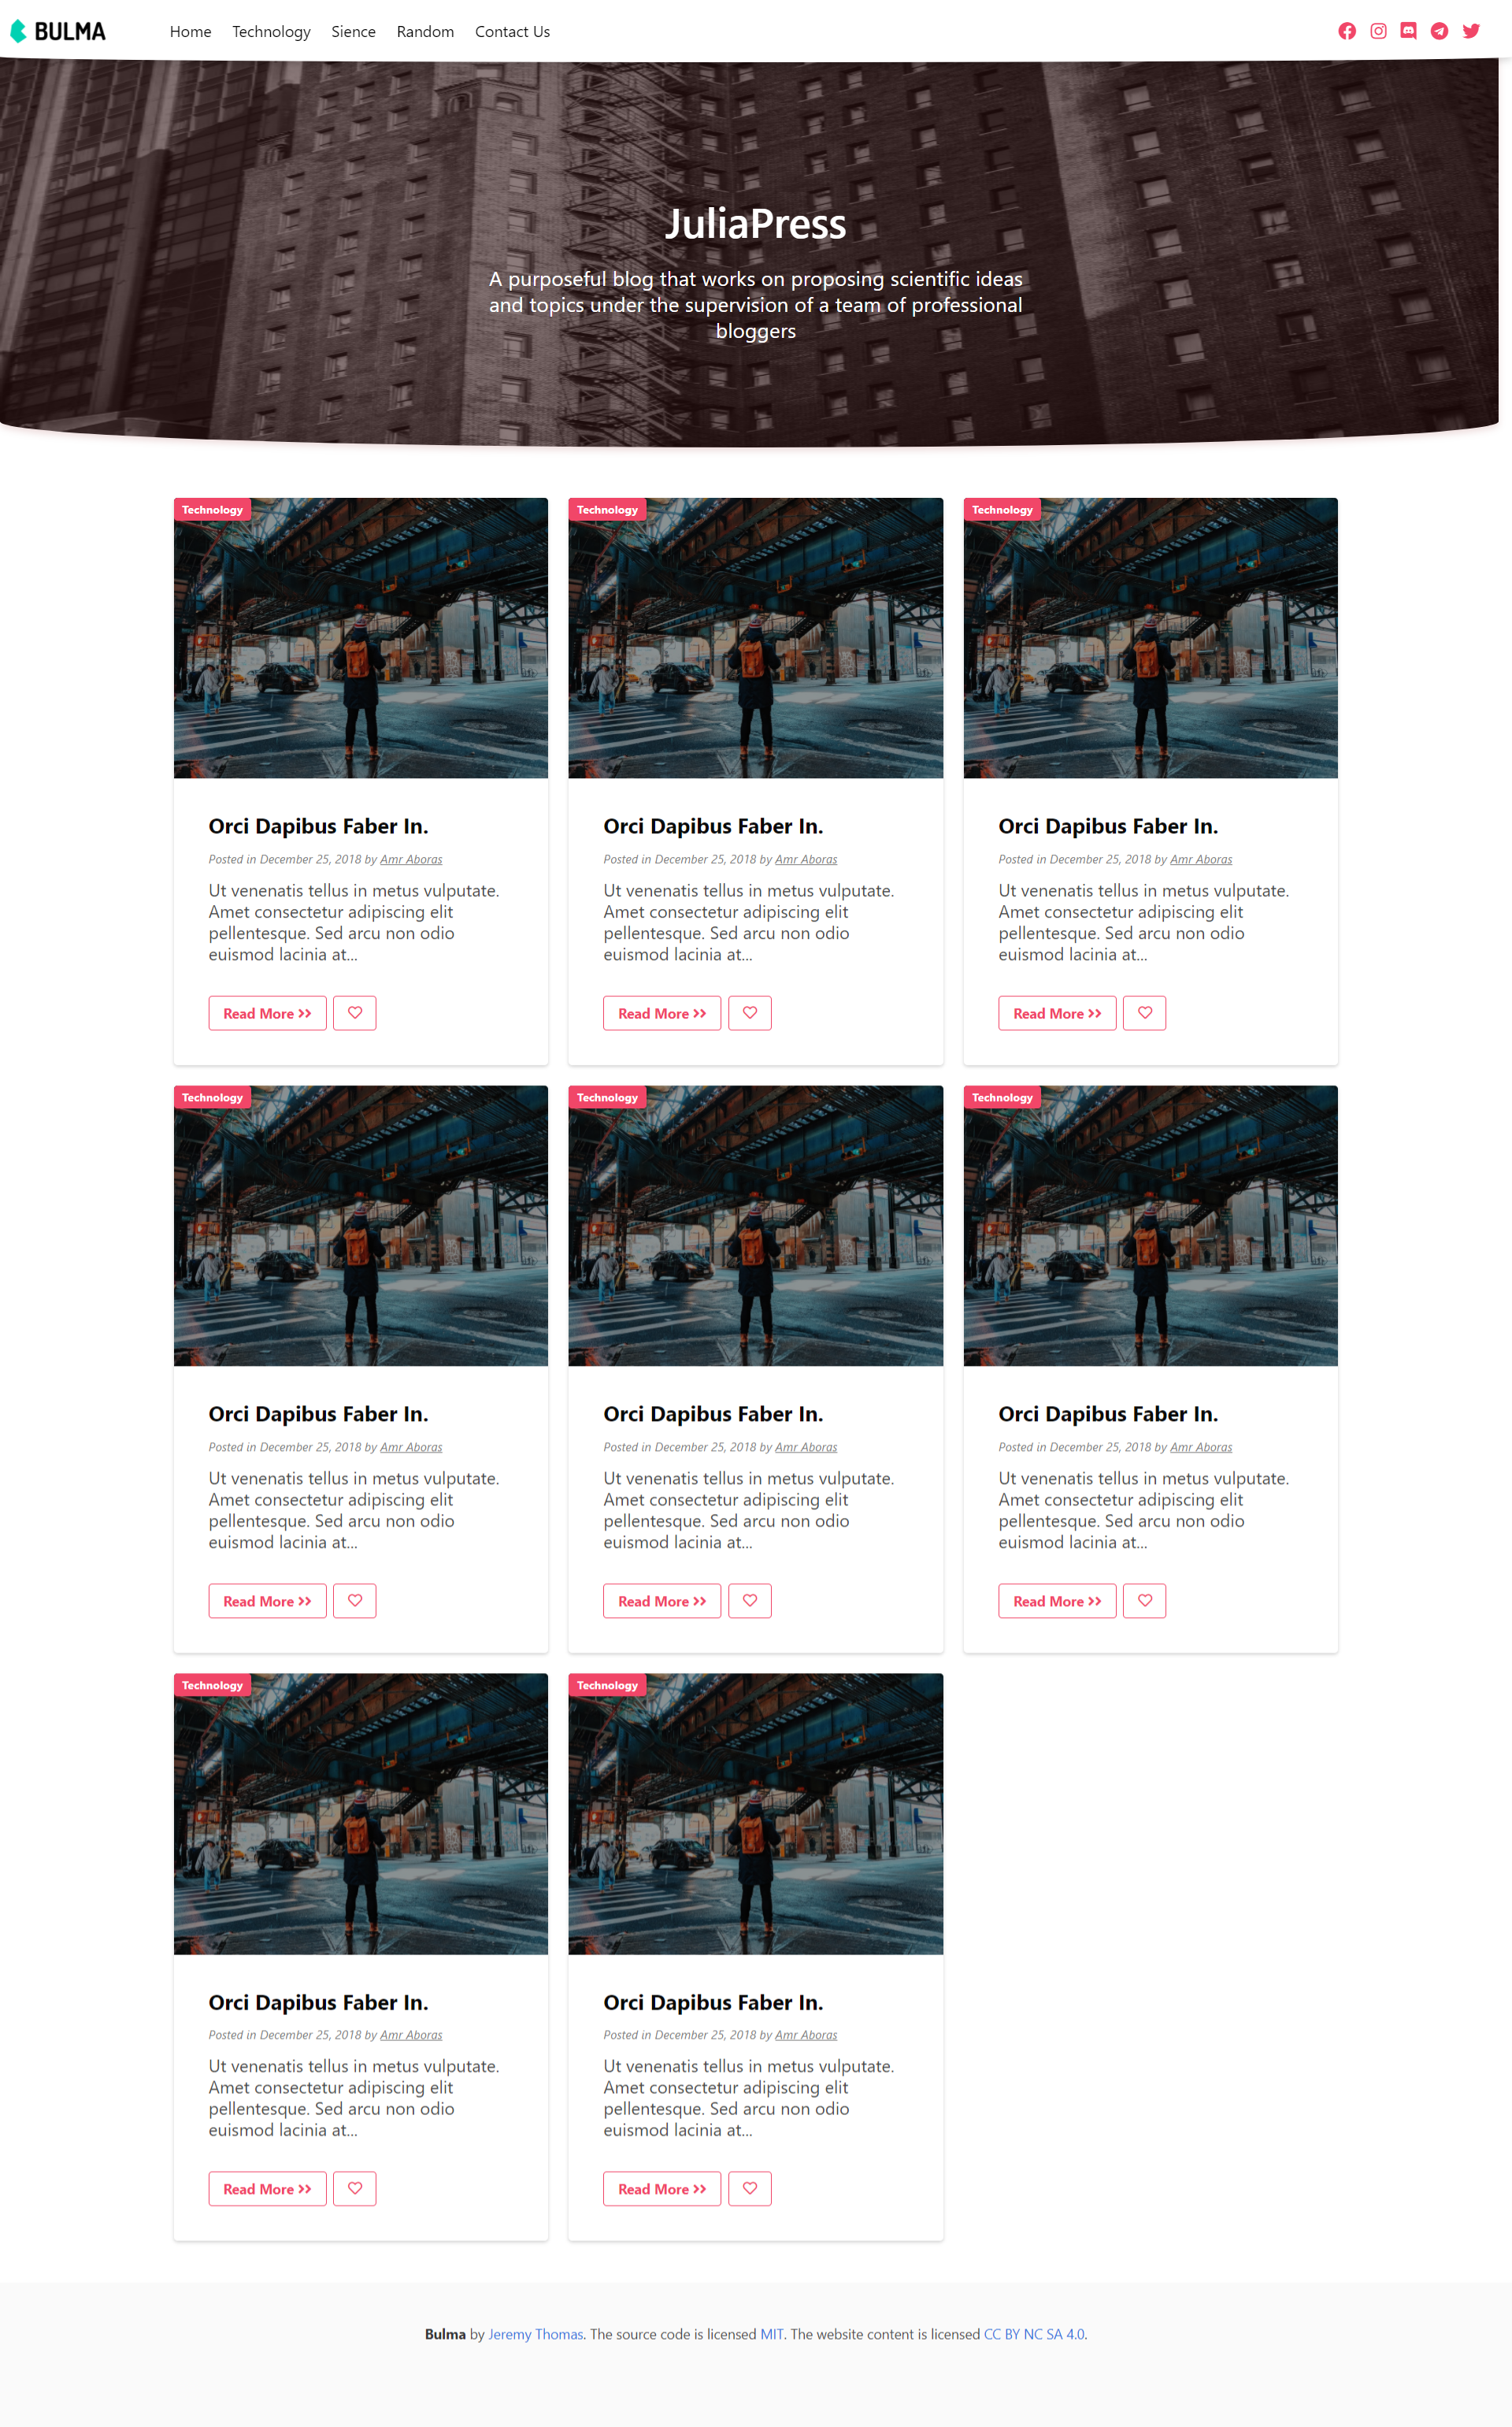 BULMA
Home Technology Sience Random Contact Us
JuliaPress
A purposeful blog that works on proposing scientific ideas
and topics under the supervision of a team of professional
bloggers
Technology Technology Technology
Orci Dapibus Faber In.
Posted in December 25, 2018 by Amr Aboras
Ut venenatis tellus in metus vulputate.
Amet consectetur adipiscing elit
pellentesque. Sed arcu non odio
euismod lacinia at...
Read More
Orci Dapibus Faber In.
Posted in December 25, 2018 by Amr Aboras
Ut venenatis tellus in metus vulputate.
Amet consectetur adipiscing elit
pellentesque. Sed arcu non odio
euismod lacinia at...
Read More
Orci Dapibus Faber In.
Posted in December 25, 2018 by Amr Aboras
Ut venenatis tellus in metus vulputate.
Amet consectetur adipiscing elit
pellentesque. Sed arcu non odio
euismod lacinia at...
Read More
Technology Technology Technology
Orci Dapibus Faber In.
Posted in December 25, 2018 by Amr Aboras
Ut venenatis tellus in metus vulputate.
Amet consectetur adipiscing elit
pellentesque. Sed arcu non odio
euismod lacinia at...
Read More
Orci Dapibus Faber In.
Posted in December 25, 2018 by Amr Aboras
Ut venenatis tellus in metus vulputate.
Amet consectetur adipiscing elit
pellentesque. Sed arcu non odio
euismod lacinia at...
Read More
Orci Dapibus Faber In.
Posted in December 25, 2018 by Amr Aboras
Ut venenatis tellus in metus vulputate.
Amet consectetur adipiscing elit
pellentesque. Sed arcu non odio
euismod lacinia at...
Read More
Technology Technology
Orci Dapibus Faber In.
Posted in December 25, 2018 by Amr Aboras
Ut venenatis tellus in metus vulputate.
Amet consectetur adipiscing elit
pellentesque. Sed arcu non odio
euismod lacinia at...
Read More
Orci Dapibus Faber In.
Posted in December 25, 2018 by Amr Aboras
Ut venenatis tellus in metus vulputate.
Amet consectetur adipiscing elit
pellentesque. Sed arcu non odio
euismod lacinia at...
Read More
Bulma by Jeremy Thomas. The source code is licensed MIT. The website content is licensed CC BY NC SA 4.0.